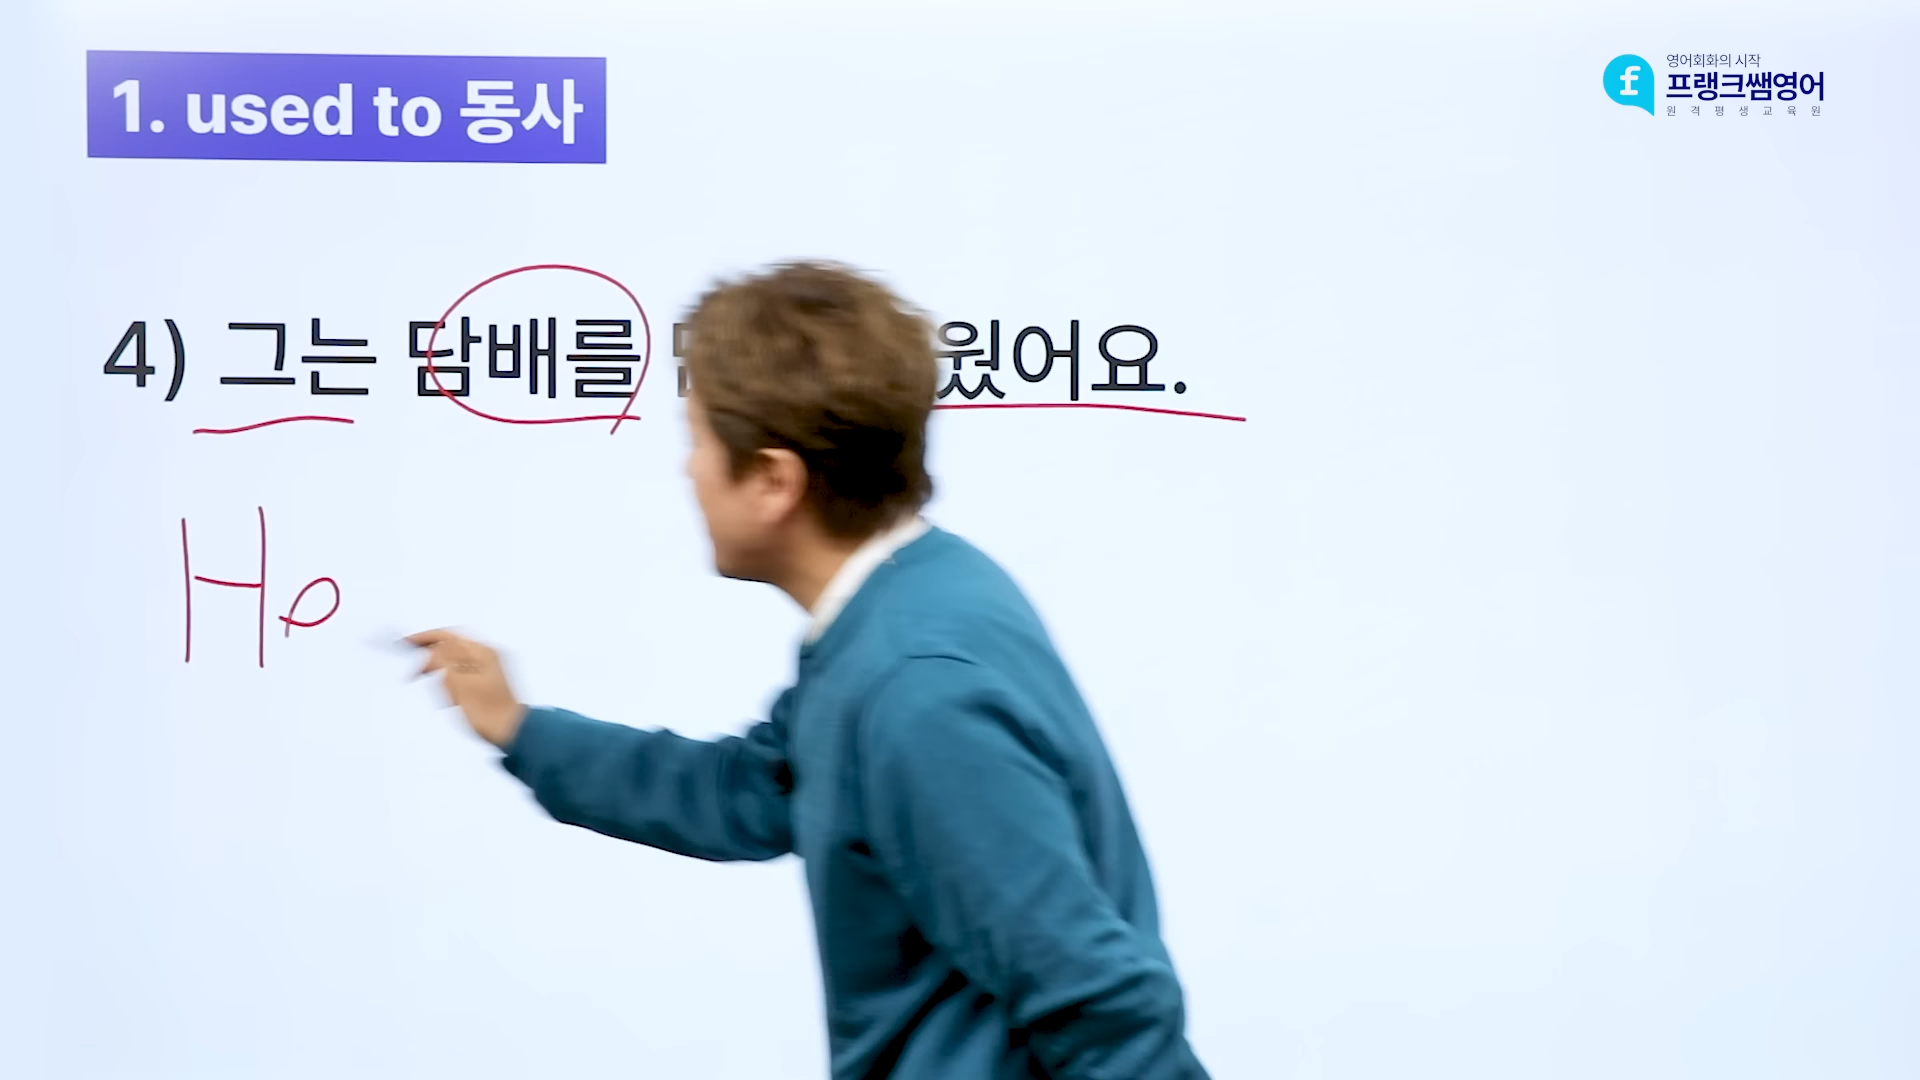 1. used to 동사
영어회화의 시작
프랭크쌤영어
원격평생교육원
4) 그는 담배를 웠어요.
He